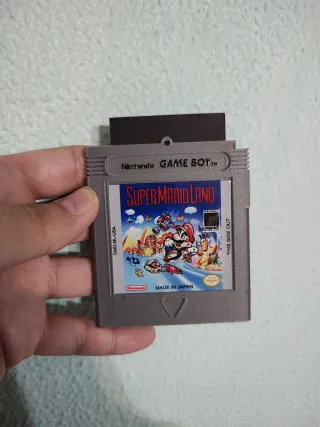 Nintendo GAME BOY TM
SUPER MARIO LAND
DMG-ML-USA
THIS SIDE OUT
Nintendo
MADE IN JAPAN